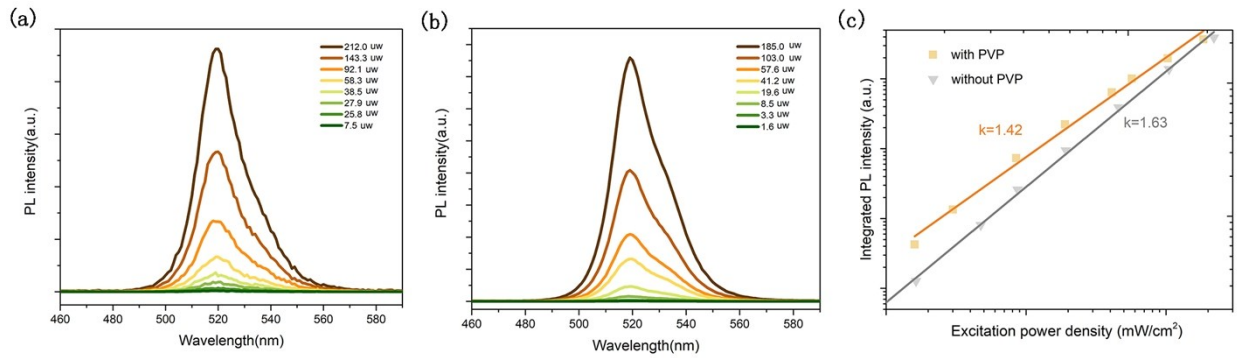 (a)
PL intensity(a.u.)
212.0 uw
143.3 uw
92.1 uw
58.3 uw
38.5 uw
27.9 uw
25.8 uw
7.5 uw
460 480 500 520 540 560 580
Wavelength(nm)
(b)
PL intensity(a.u.)
185.0 uw
103.0 uw
57.6 uw
41.2 uw
19.6 uw
8.5 uw
3.3 uw
1.6 uw
460 480 500 520 540 560 580
Wavelength(nm)
(c)
Integrated PL intensity (a.u.)
with PVP
without PVP
k=1.42
k=1.63
Excitation power density (mW/cm²)